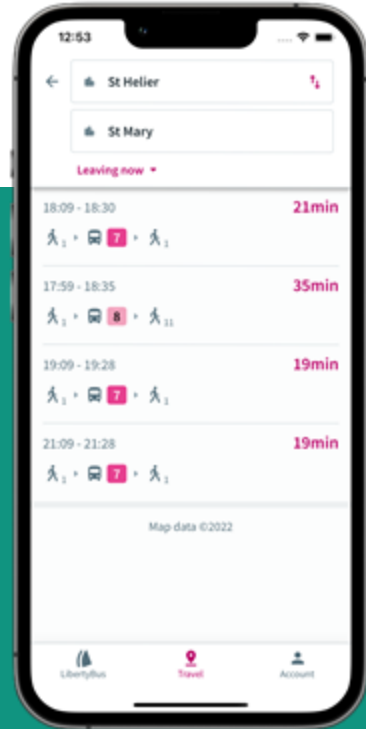 12:53
St Helier
St Mary
Leaving now
18:09 - 18:30 21min
1 7 1
17:59 - 18:35 35min
1 8 11
19:09 - 19:28 19min
1 7 1
21:09 - 21:28 19min
1 7 1
Map data ©2022
LibertyBus Travel Account